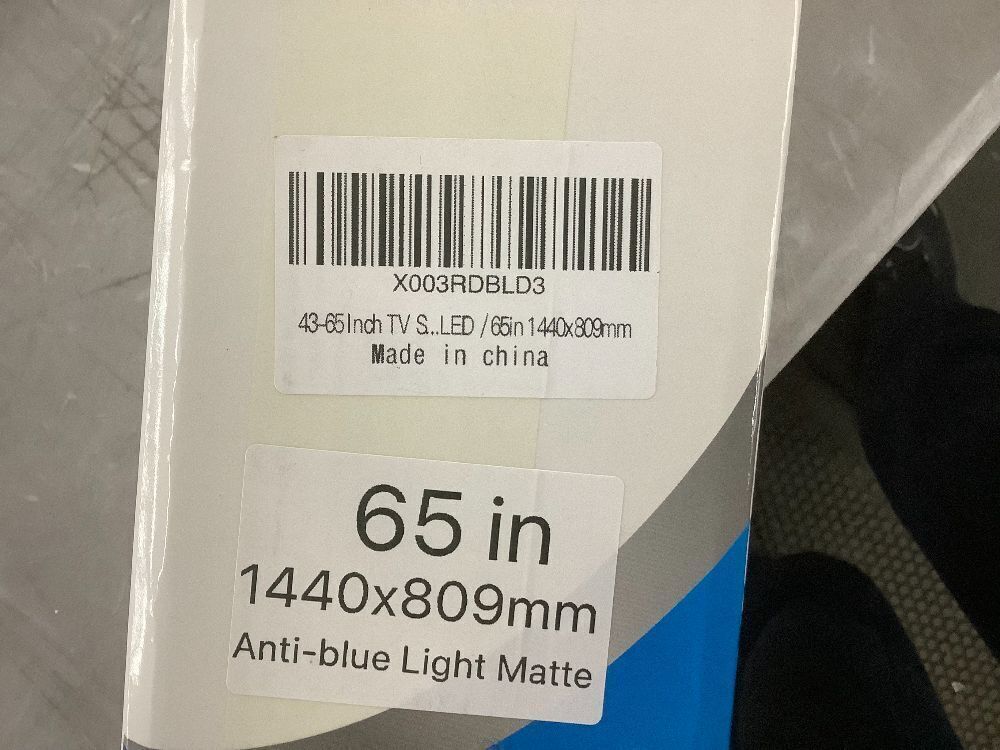 X003RDBLD3
43-65 Inch TV S...LED / 65in 1440x809mm
Made in china
65 in
1440x809mm
Anti-blue Light Matte